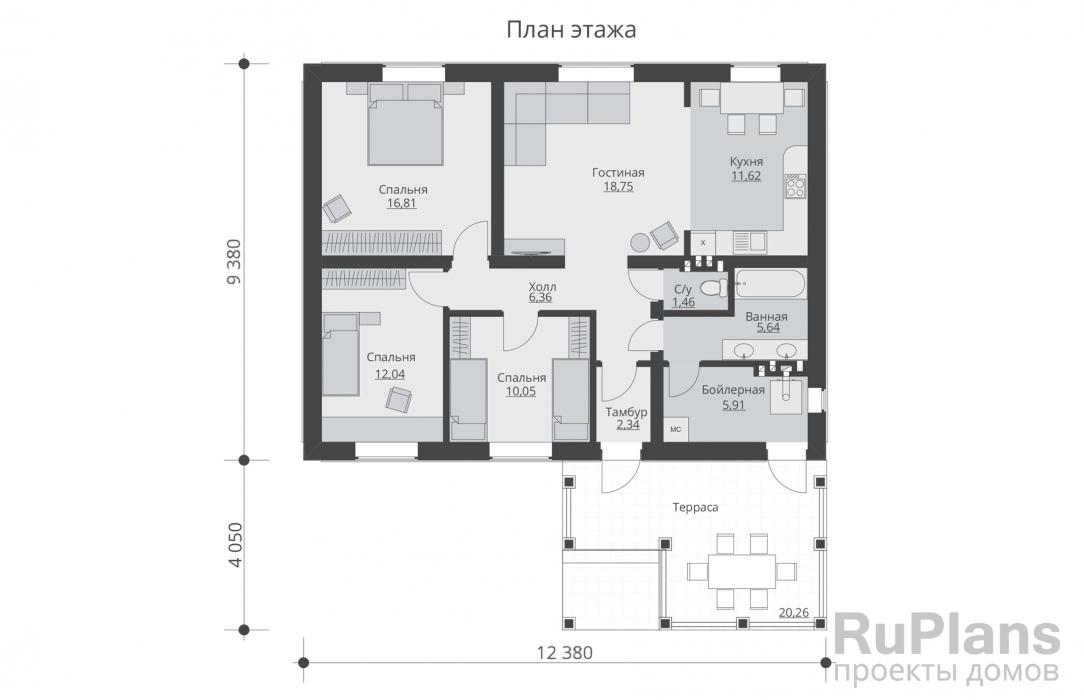 План этажа
Спальня
16,81
Гостиная
18,75
Кухня
11,62
X
9 380
Холл
6,36
С/у
1,46
Ванная
5,64
Спальня
12,04
Спальня
10,05
Тамбур
2,34
Бойлерная
5,91
МС
4 050
Терраса
20,26
12 380
RuPlans
проекты домов